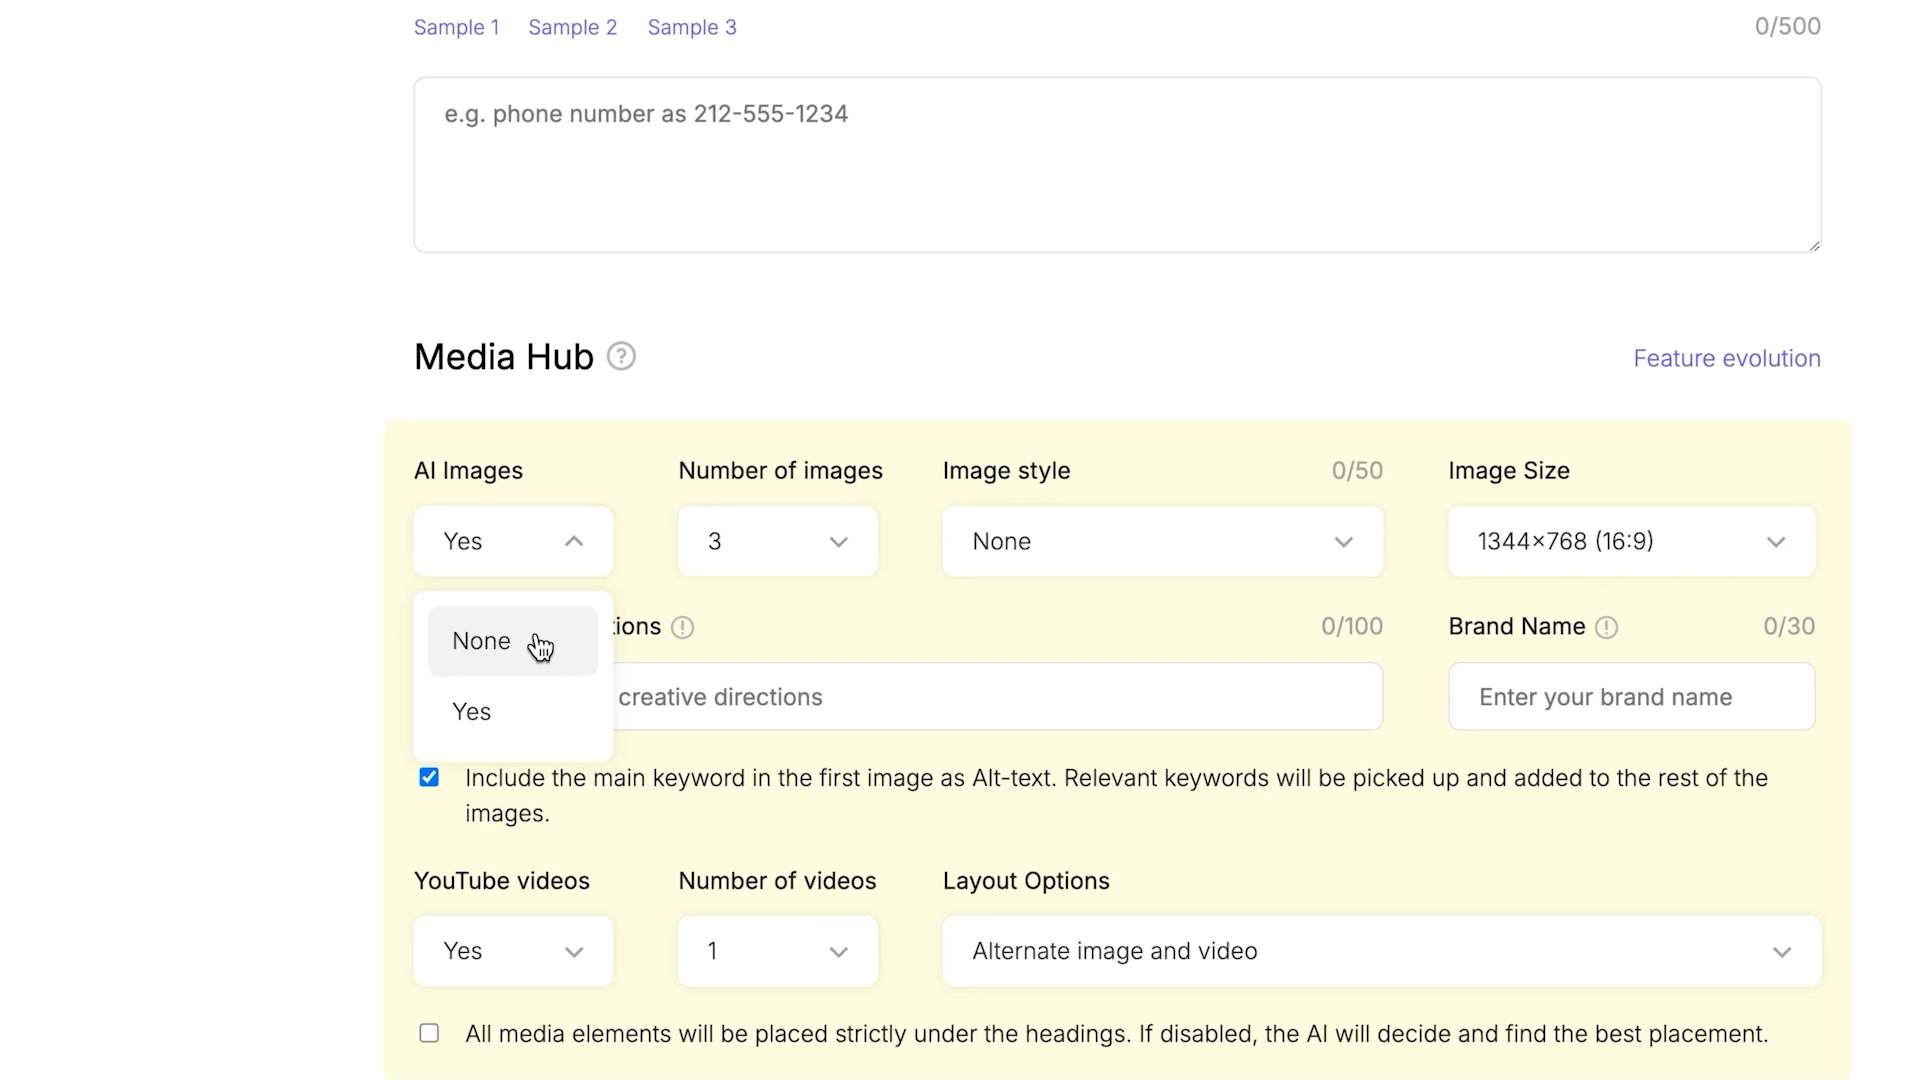 Sample 1 Sample 2 Sample 3 0/500
e.g. phone number as 212-555-1234
Media Hub ? Feature evolution
AI Images Number of images Image style 0/50 Image Size
Yes 3 None 1344×768 (16:9)
None
Yes
tions 0/100 Brand Name 0/30
creative directions Enter your brand name
Include the main keyword in the first image as Alt-text. Relevant keywords will be picked up and added to the rest of the
images.
YouTube videos Number of videos Layout Options
Yes 1 Alternate image and video
All media elements will be placed strictly under the headings. If disabled, the AI will decide and find the best placement.